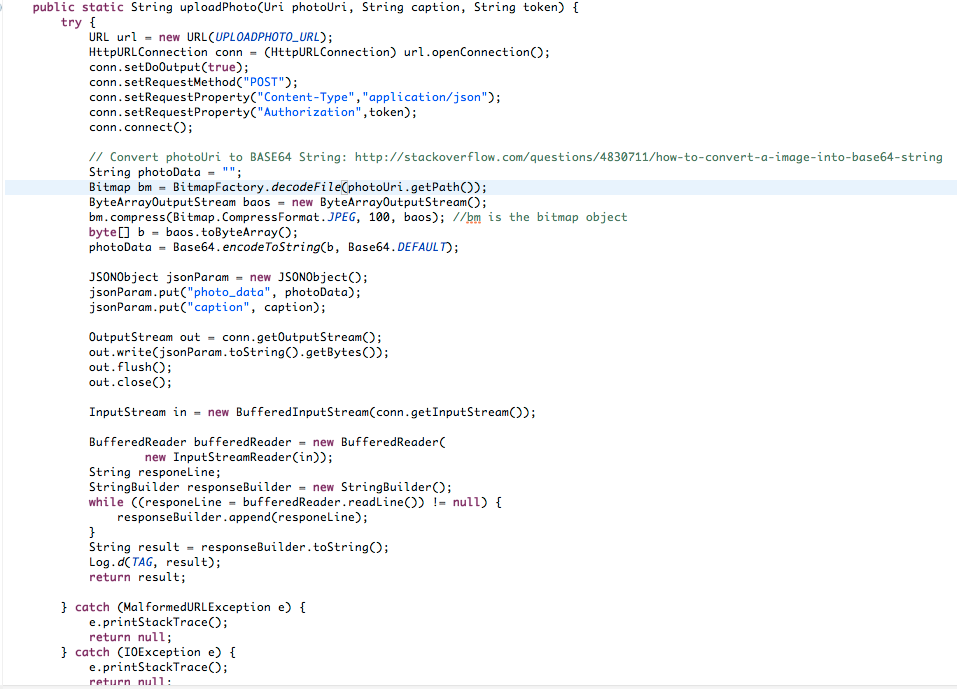 public static String uploadPhoto(Uri photoUri, String caption, String token) {
try {
URL url = new URL(UPLOADPHOTO_URL);
HttpURLConnection conn = (HttpURLConnection) url.openConnection();
conn.setDoOutput(true);
conn.setRequestMethod("POST");
conn.setRequestProperty("Content-Type","application/json");
conn.setRequestProperty("Authorization",token);
conn.connect();
// Convert photoUri to BASE64 String: http://stackoverflow.com/questions/4830711/how-to-convert-a-image-into-base64-string
String photoData = "";
Bitmap bm = BitmapFactory.decodeFile(photoUri.getPath());
ByteArrayOutputStream baos = new ByteArrayOutputStream();
bm.compress(Bitmap.CompressFormat.JPEG, 100, baos); //bm is the bitmap object
byte[] b = baos.toByteArray();
photoData = Base64.encodeToString(b, Base64.DEFAULT);
JSONObject jsonParam = new JSONObject();
jsonParam.put("photo_data", photoData);
jsonParam.put("caption", caption);
OutputStream out = conn.getOutputStream();
out.write(jsonParam.toString().getBytes());
out.flush();
out.close();
InputStream in = new BufferedInputStream(conn.getInputStream());
BufferedReader bufferedReader = new BufferedReader(
new InputStreamReader(in));
String responeLine;
StringBuilder responseBuilder = new StringBuilder();
while ((responeLine = bufferedReader.readLine()) != null) {
responseBuilder.append(responeLine);
}
String result = responseBuilder.toString();
Log.d(TAG, result);
return result;
} catch (MalformedURLException e) {
e.printStackTrace();
return null;
} catch (IOException e) {
e.printStackTrace();
return null;